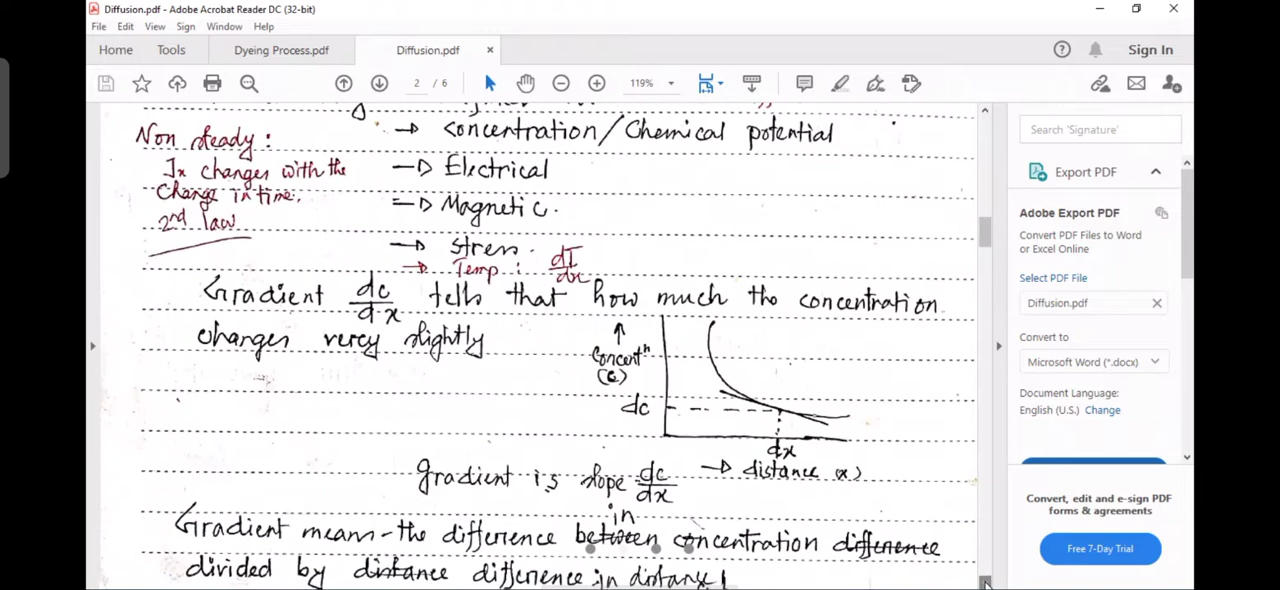 Diffusion.pdf - Adobe Acrobat Reader DC (32-bit)
File Edit View Sign Window Help
Home Tools Dyeing Process.pdf Diffusion.pdf × Sign In
2 / 6 119%
→ Concentration/Chemical potential
Non steady:
Jx changes with the
change in time.
2nd law
→ Electrical
→ Magnetic.
→ Stress.
→ Temp: dT/dx
Gradient dc/dx tells that how much the concentration
changes very slightly
↑
Concentⁿ
(C)
dc
dx
gradient is slope dc/dx → distance (x)
in
Gradient means the difference between concentration difference
divided by distance difference in distance
Search 'Signature'
Export PDF
Adobe Export PDF
Convert PDF Files to Word
or Excel Online
Select PDF File
Diffusion.pdf ×
Convert to
Microsoft Word (*.docx)
Document Language:
English (U.S.) Change
Convert, edit and e-sign PDF
forms & agreements
Free 7-Day Trial